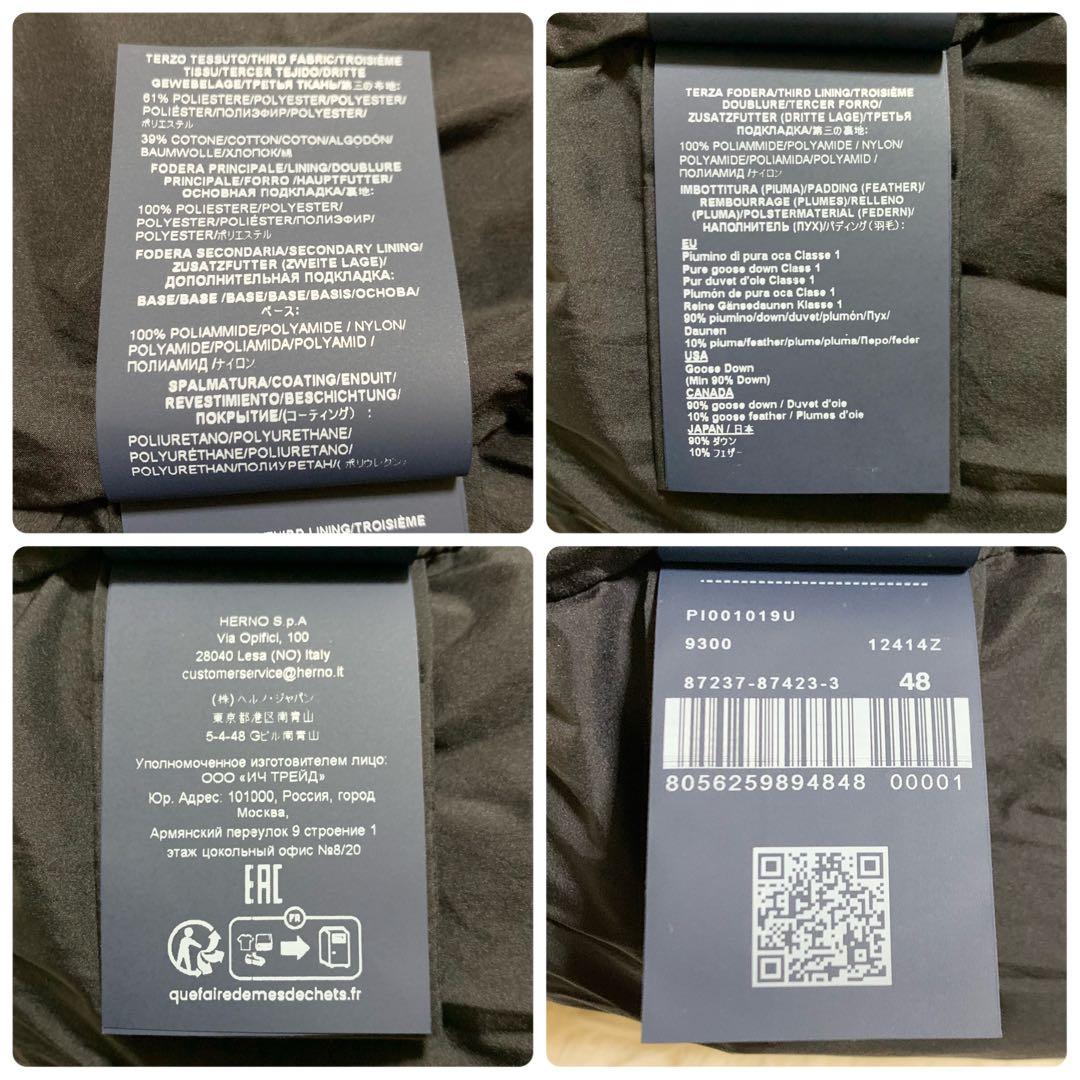 TERZO TESSUTO/THIRD FABRIC/TROISIÈME
TISSU/TERCER TEJIDO/DRITTE
GEWEBELAGE/ТРЕТЬЯ ТКАНЬ/第三の布地:
61% POLIESTERE/POLYESTER/POLYESTER/
POLIÉSTER/ПОЛИЭФИР/POLYESTER/
ポリエステル
39% COTONE/COTTON/COTON/ALGODÓN/
BAUMWOLLE/ХЛОПОК/綿
FODERA PRINCIPALE/LINING/DOUBLURE
PRINCIPALE/FORRO /HAUPTFUTTER/
ОСНОВНАЯ ПОДКЛАДКА/裏地:
100% POLIESTERE/POLYESTER/
POLYESTER/POLIÉSTER/ПОЛИЭФИР/
POLYESTER/ポリエステル
FODERA SECONDARIA/SECONDARY LINING/
ZUSATZFUTTER (ZWEITE LAGE)/
ДОПОЛНИТЕЛЬНАЯ ПОДКЛАДКА:
BASE/BASE /BASE/BASE/BASIS/ОСНОВА/
ベース:
100% POLIAMMIDE/POLYAMIDE / NYLON/
POLYAMIDE/POLIAMIDA/POLYAMID /
ПОЛИАМИД /ナイロン
SPALMATURA/COATING/ENDUIT/
REVESTIMIENTO/BESCHICHTUNG/
ПОКРЫТИЕ/(コーティング) :
POLIURETANO/POLYURETHANE/
POLYURÉTHANE/POLIURETANO/
POLYURETHAN/ПОЛИУРЕТАН/( ポリウレタン
/THIRD LINING/TROISIÈME
TERZA FODERA/THIRD LINING/TROISIÈME
DOUBLURE/TERCER FORRO/
ZUSATZFUTTER (DRITTE LAGE)/ТРЕТЬЯ
ПОДКЛАДКА/第三の裏地:
100% POLIAMMIDE/POLYAMIDE / NYLON/
POLYAMIDE/POLIAMIDA/POLYAMID /
ПОЛИАМИД /ナイロン
IMBOTTITURA (PIUMA)/PADDING (FEATHER)/
REMBOURRAGE (PLUMES)/RELLENO
(PLUMA)/POLSTERMATERIAL (FEDERN)/
НАПОЛНИТЕЛЬ (ПУХ)/パディング(羽毛):
EU
Piumino di pura oca Classe 1
Pure goose down Class 1
Pur duvet d'oie Classe 1
Plumón de pura oca Clase 1
Reine Gänsedaunen Klasse 1
90% piumino/down/duvet/plumón/Пух/
Daunen
10% piuma/feather/plume/pluma/Перо/feder
USA
Goose Down
(Min 90% Down)
CANADA
90% goose down / Duvet d'oie
10% goose feather / Plumes d'oie
JAPAN / 日本
90% ダウン
10% フェザー
HERNO S.p.A
Via Opifici, 100
28040 Lesa (NO) Italy
customerservice@herno.it
(株) ヘルノ・ジャパン
東京都港区南青山
5-4-48 Gビル南青山
Уполномоченное изготовителем лицо:
ООО «ИЧ ТРЕЙД»
Юр. Адрес: 101000, Россия, город
Москва,
Армянский переулок 9 строение 1
этаж цокольный офис №8/20
EAC
FR
quefairedemesdechets.fr
PI001019U
9300 12414Z
87237-87423-3 48
8056259894848 00001